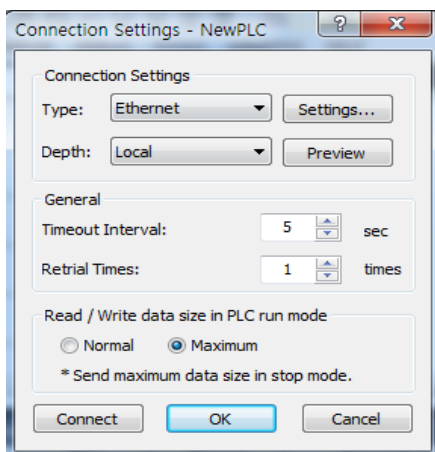 Connection Settings - NewPLC
Connection Settings
Type: Ethernet Settings...
Depth: Local Preview
General
Timeout Interval: 5 sec
Retrial Times: 1 times
Read / Write data size in PLC run mode
Normal Maximum
* Send maximum data size in stop mode.
Connect OK Cancel